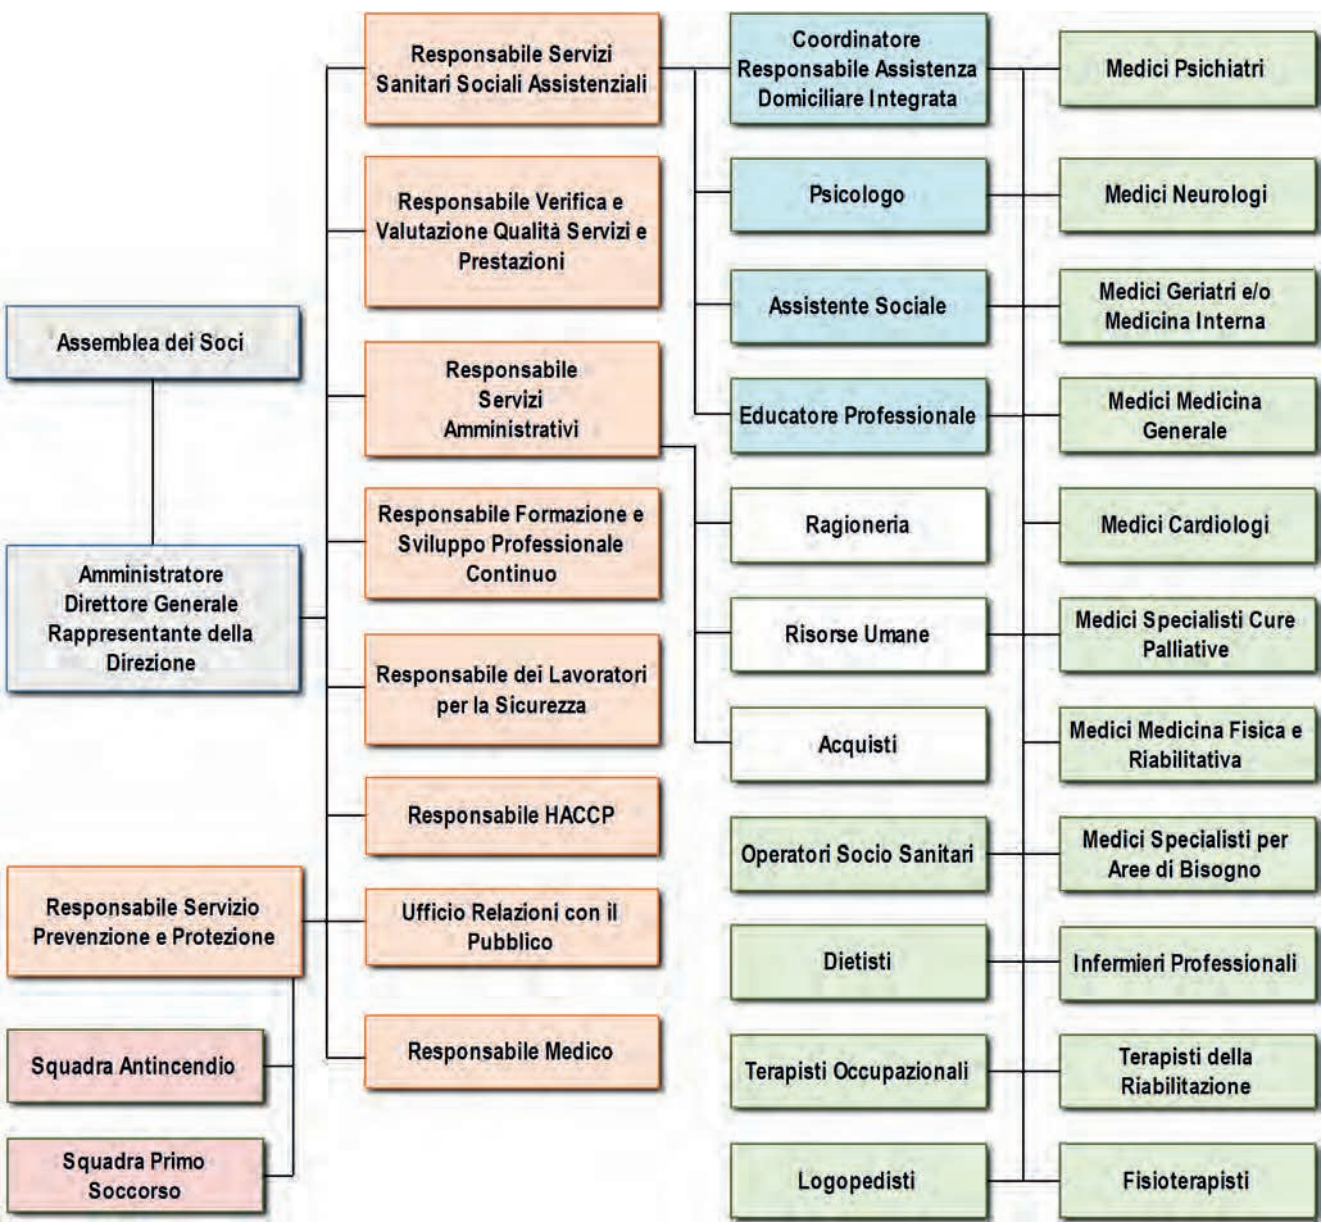 Assemblea dei Soci
Amministratore
Direttore Generale
Rappresentante della
Direzione
Responsabile Servizio
Prevenzione e Protezione
Squadra Antincendio
Squadra Primo
Soccorso
Responsabile Servizi
Sanitari Sociali Assistenziali
Responsabile Verifica e
Valutazione Qualità Servizi e
Prestazioni
Responsabile
Servizi
Amministrativi
Responsabile Formazione e
Sviluppo Professionale
Continuo
Responsabile dei Lavoratori
per la Sicurezza
Responsabile HACCP
Ufficio Relazioni con il
Pubblico
Responsabile Medico
Coordinatore
Responsabile Assistenza
Domiciliare Integrata
Psicologo
Assistente Sociale
Educatore Professionale
Ragioneria
Risorse Umane
Acquisti
Operatori Socio Sanitari
Dietisti
Terapisti Occupazionali
Logopedisti
Medici Psichiatri
Medici Neurologi
Medici Geriatri e/o
Medicina Interna
Medici Medicina
Generale
Medici Cardiologi
Medici Specialisti Cure
Palliative
Medici Medicina Fisica e
Riabilitativa
Medici Specialisti per
Aree di Bisogno
Infermieri Professionali
Terapisti della
Riabilitazione
Fisioterapisti